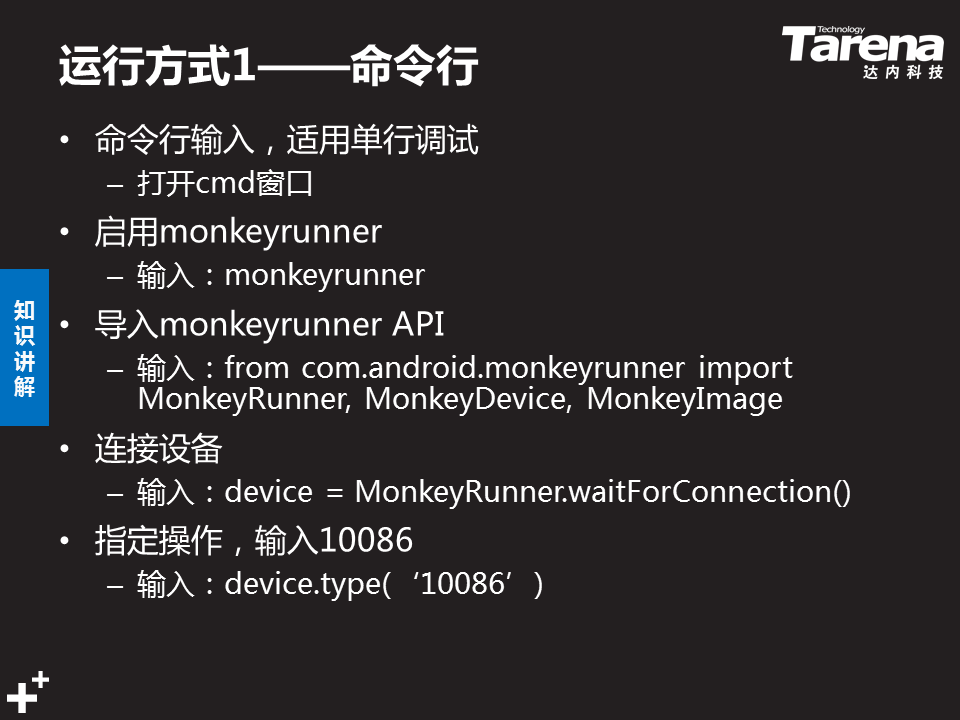 运行方式1——命令行
Technology
Tarena
达内科技
• 命令行输入，适用单行调试
– 打开cmd窗口
• 启用monkeyrunner
– 输入：monkeyrunner
知识讲解
• 导入monkeyrunner API
– 输入：from com.android.monkeyrunner import
MonkeyRunner, MonkeyDevice, MonkeyImage
• 连接设备
– 输入：device = MonkeyRunner.waitForConnection()
• 指定操作，输入10086
– 输入：device.type(‘10086’)